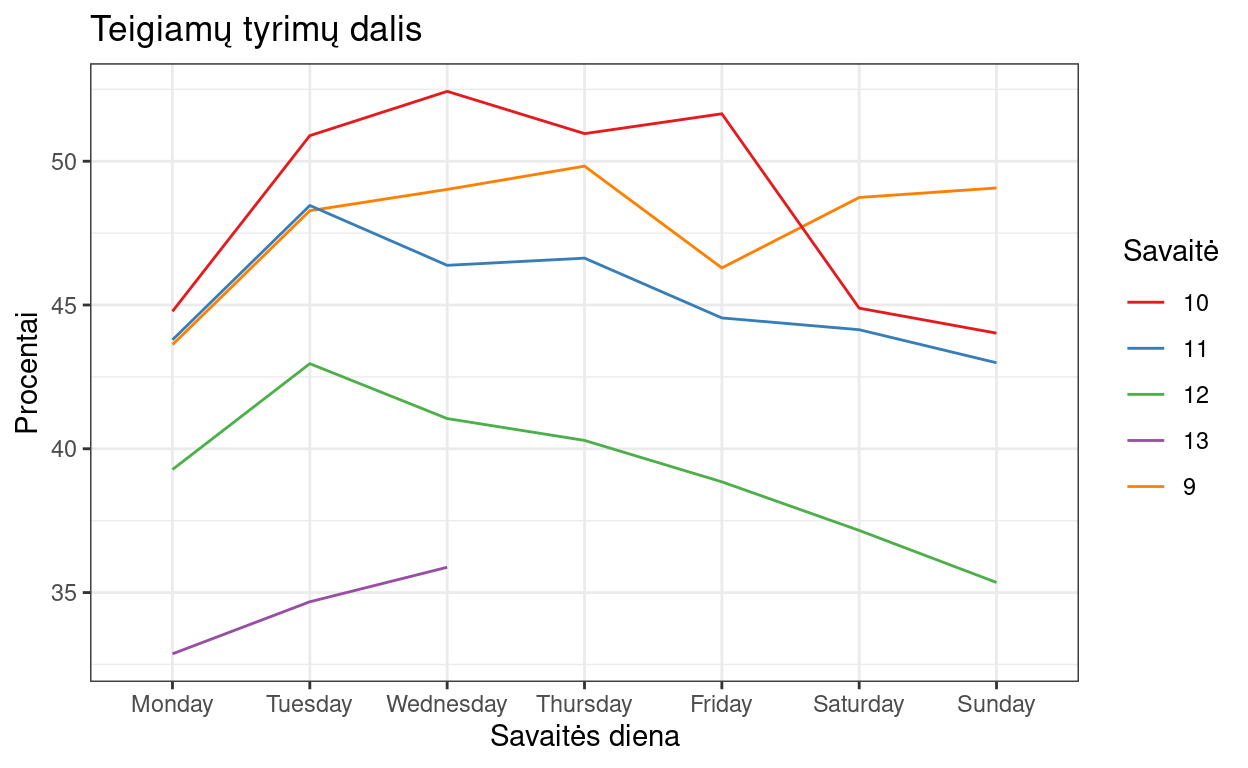 Teigiamų tyrimų dalis
Procentai
50
45
40
35
Monday
Tuesday
Wednesday
Thursday
Friday
Saturday
Sunday
Savaitės diena
Savaitė
10
11
12
13
9